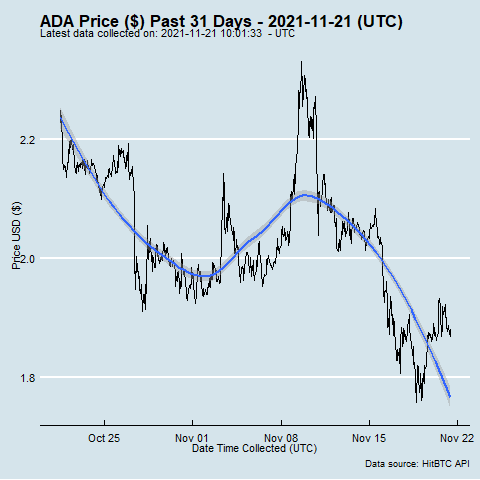 ADA Price ($) Past 31 Days - 2021-11-21 (UTC)
Latest data collected on: 2021-11-21 10:01:33  - UTC
Price USD ($)
2.2
2.0
1.8
Oct 25 Nov 01 Nov 08 Nov 15 Nov 22
Date Time Collected (UTC)
Data source: HitBTC API